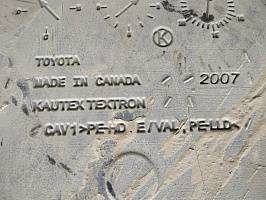 TOYOTA
MADE IN CANADA 2007
KAUTEX TEXTRON
CAV1 >PE-HD . E/VAL, PE-LLD<